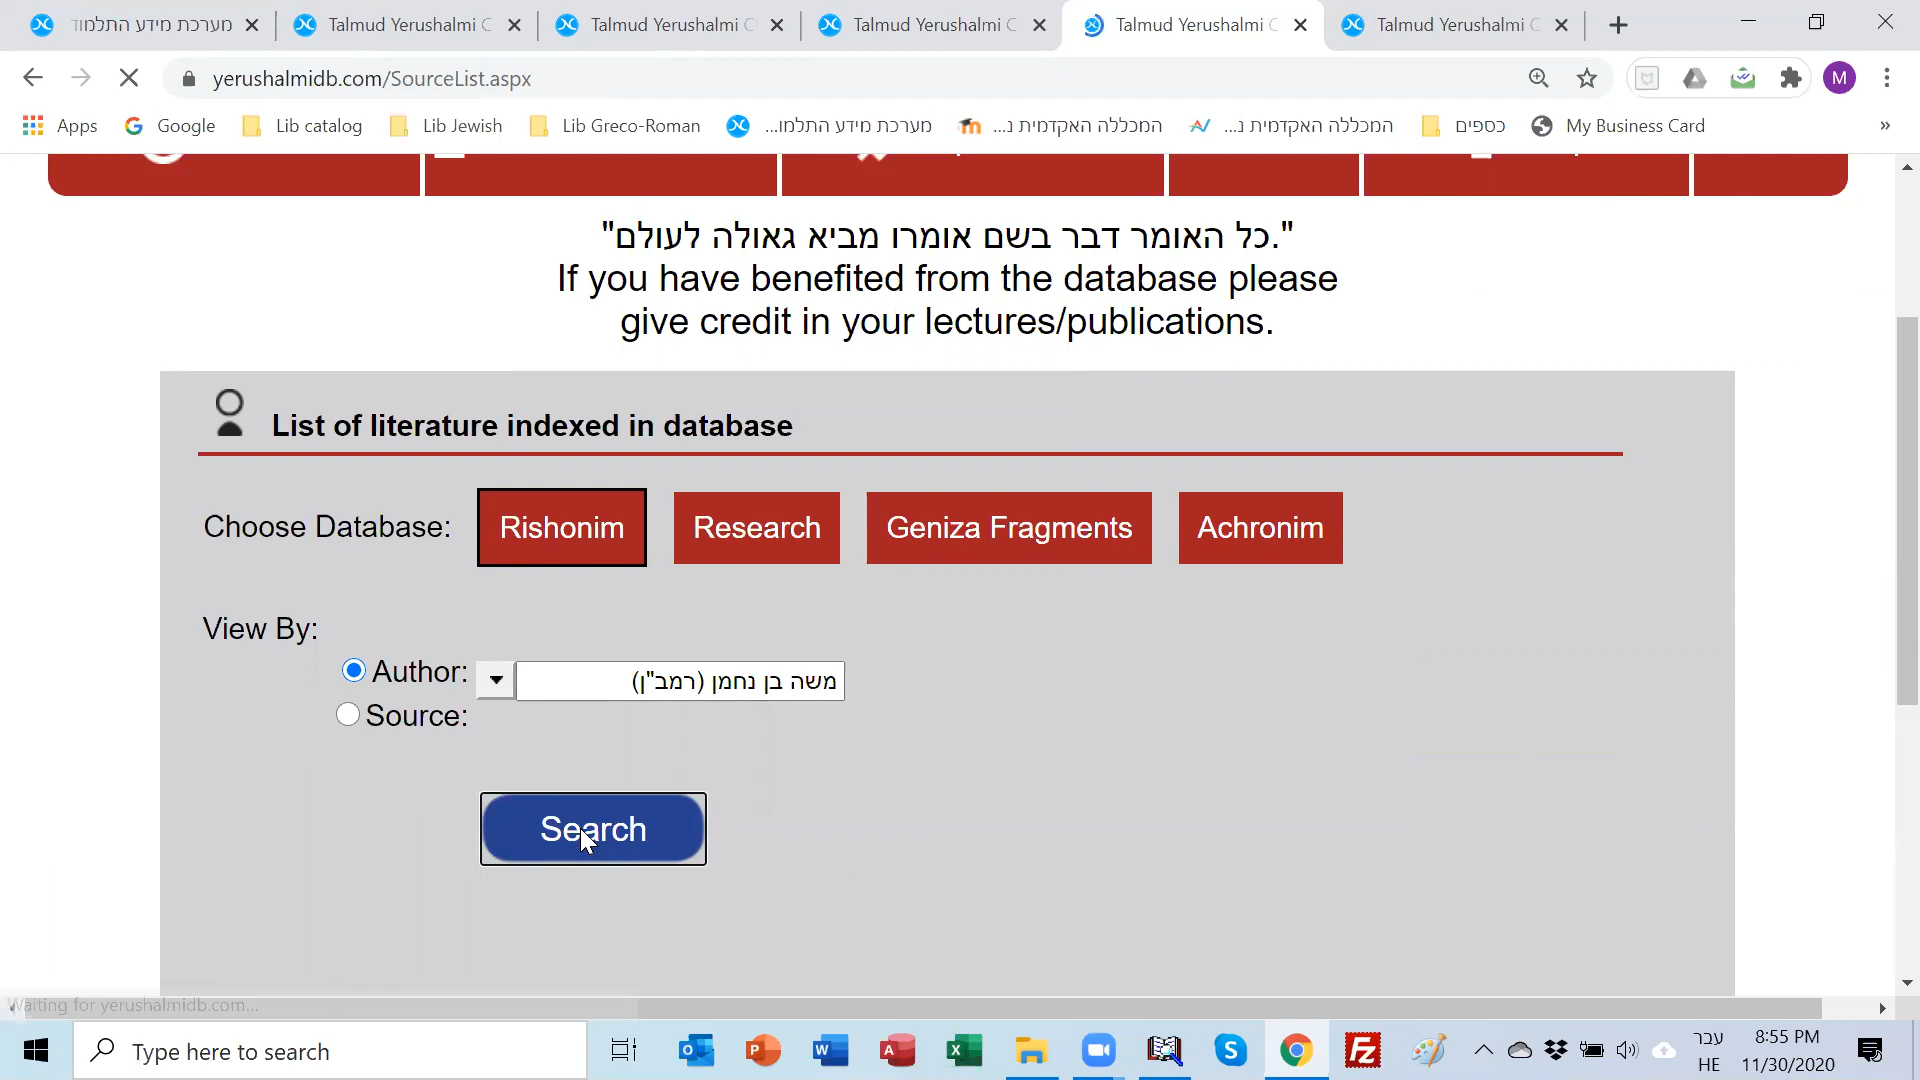 מערכת מידע התלמוד
Talmud Yerushalmi C
Talmud Yerushalmi C
Talmud Yerushalmi C
Talmud Yerushalmi C
Talmud Yerushalmi C
yerushalmidb.com/SourceList.aspx
M
Apps
Google
Lib catalog
Lib Jewish
Lib Greco-Roman
מערכת מידע התלמו...
המכללה האקדמית נ...
המכללה האקדמית נ...
כספים
My Business Card
»
"כל האומר דבר בשם אומרו מביא גאולה לעולם."
If you have benefited from the database please
give credit in your lectures/publications.
List of literature indexed in database
Choose Database:
Rishonim
Research
Geniza Fragments
Achronim
View By:
Author:
משה בן נחמן (רמב"ן)
Source:
Search
Waiting for yerushalmidb.com...
Type here to search
עבר
HE
8:55 PM
11/30/2020